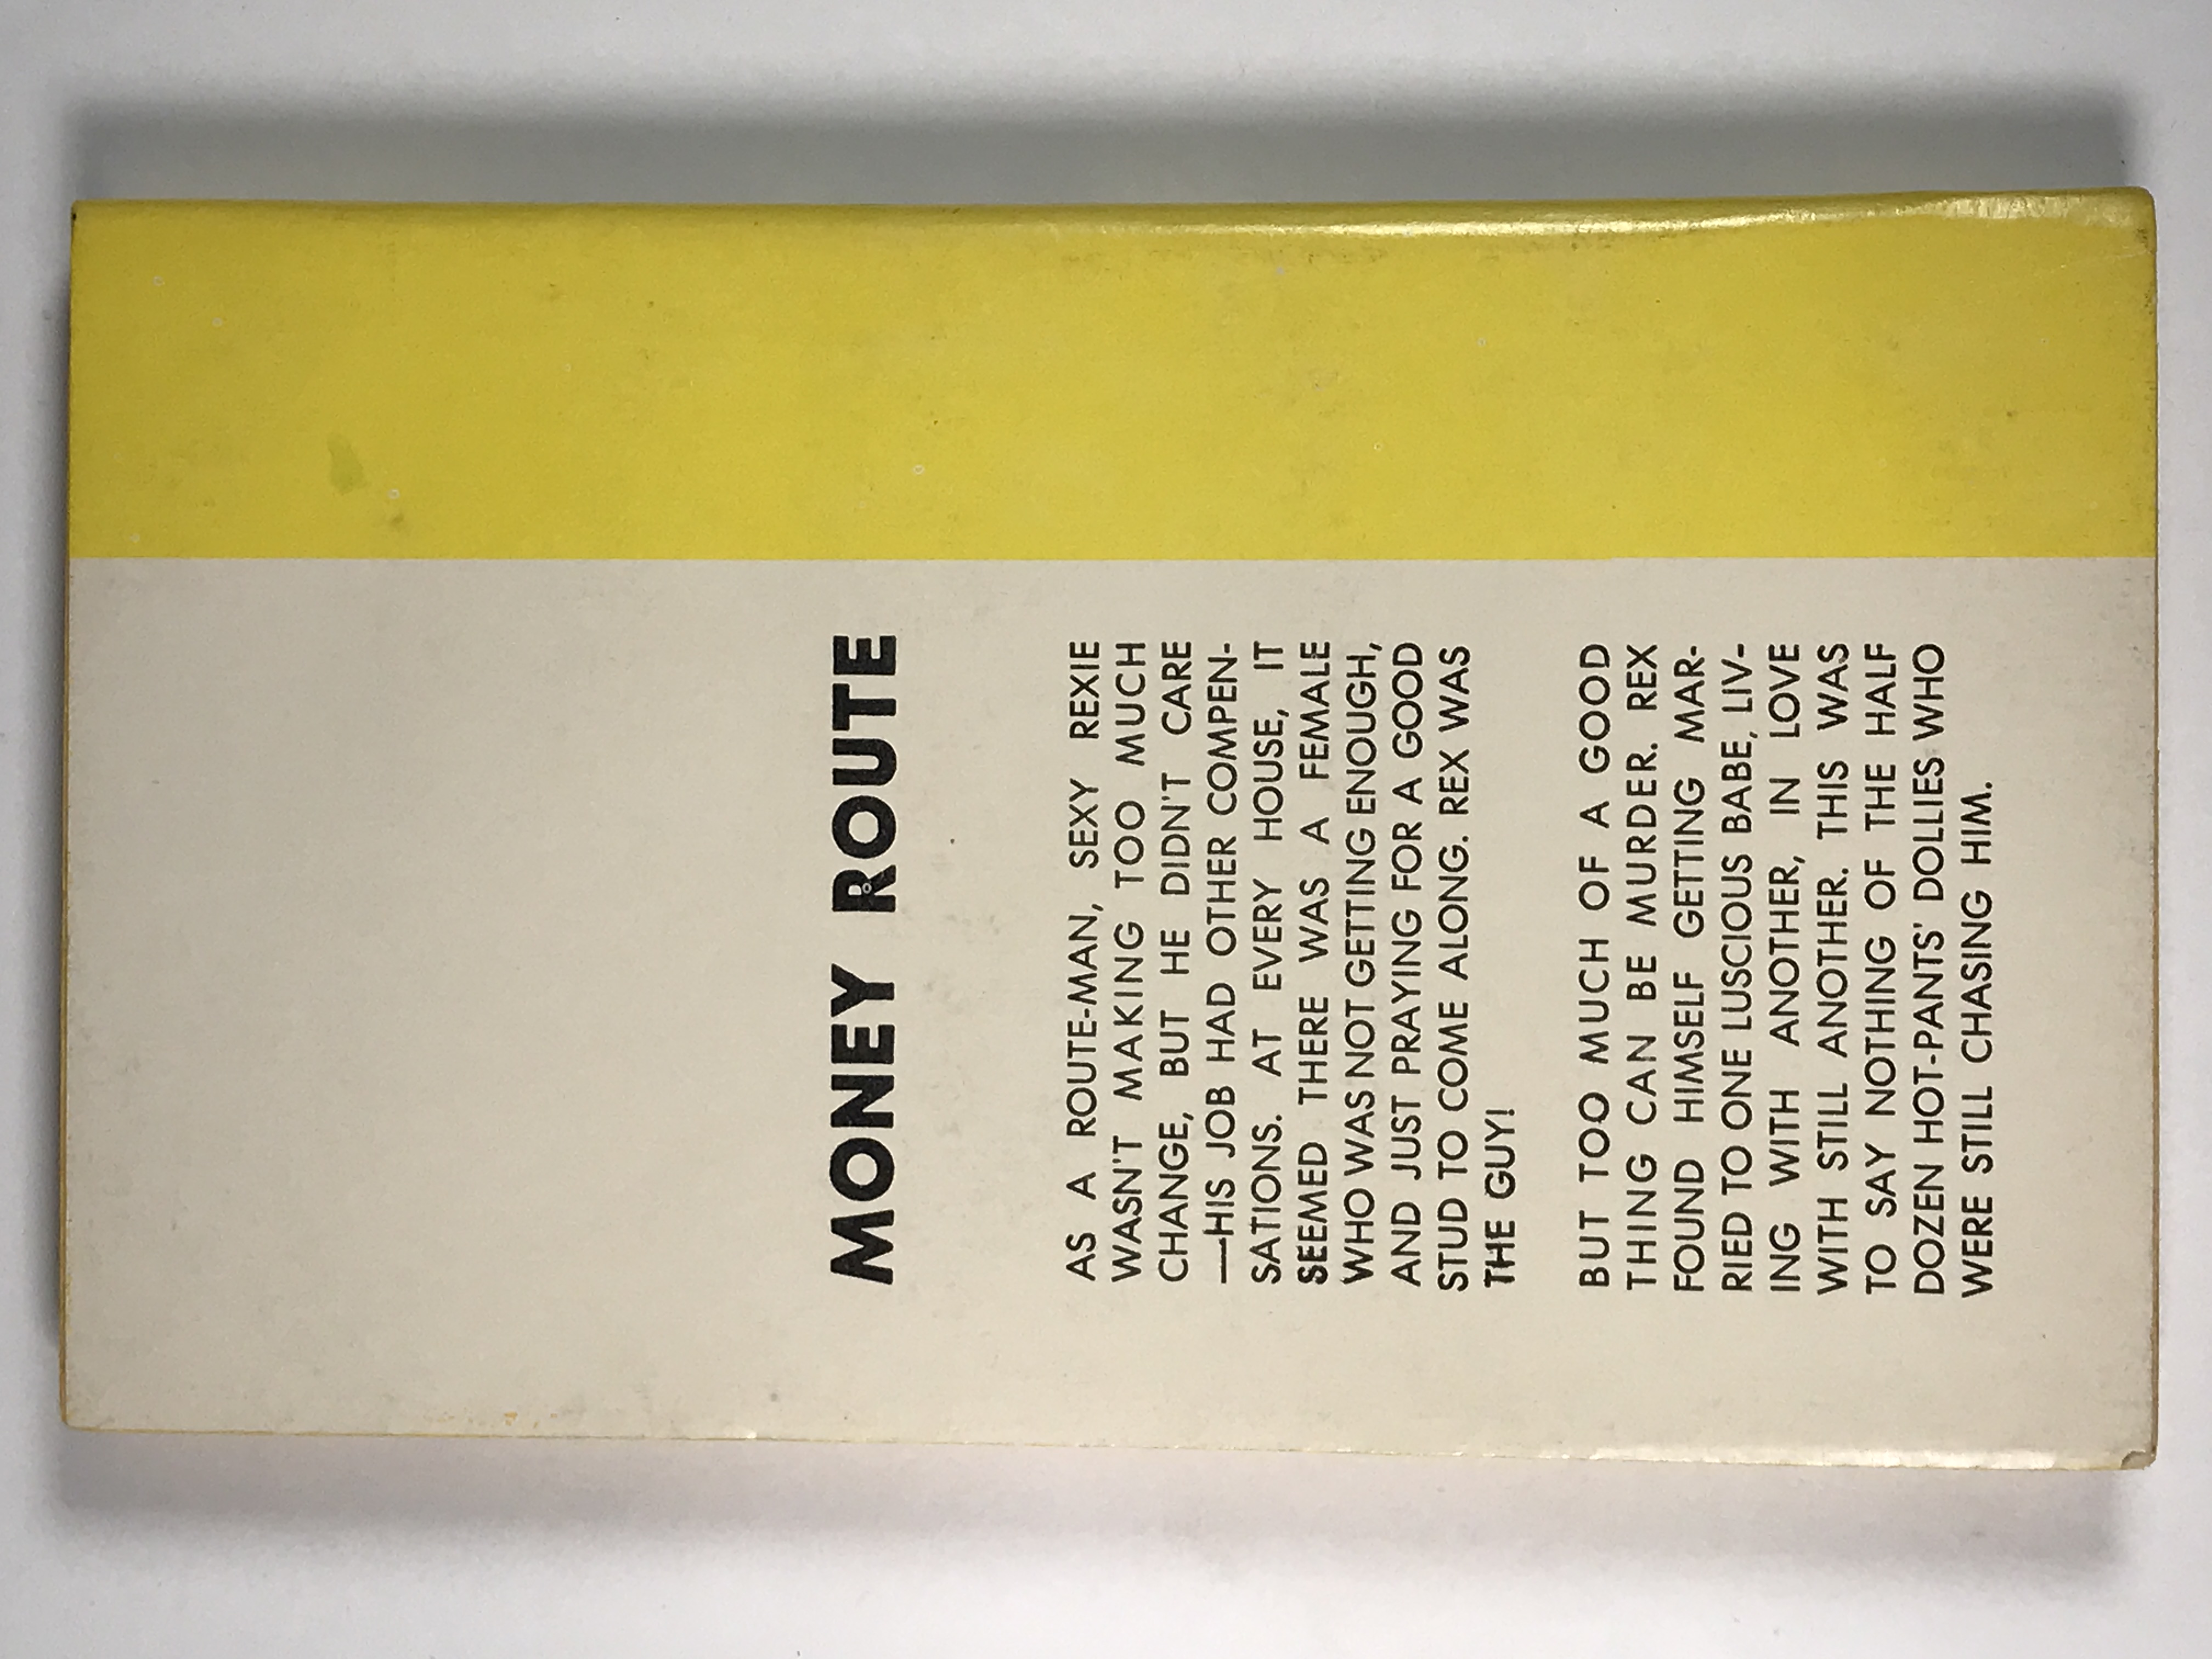 MONEY ROUTE
AS A ROUTE-MAN, SEXY REXIE
WASN'T MAKING TOO MUCH
CHANGE, BUT HE DIDN'T CARE
—HIS JOB HAD OTHER COMPEN-
SATIONS. AT EVERY HOUSE, IT
SEEMED THERE WAS A FEMALE
WHO WAS NOT GETTING ENOUGH,
AND JUST PRAYING FOR A GOOD
STUD TO COME ALONG. REX WAS
THE GUY!
BUT TOO MUCH OF A GOOD
THING CAN BE MURDER. REX
FOUND HIMSELF GETTING MAR-
RIED TO ONE LUSCIOUS BABE, LIV-
ING WITH ANOTHER, IN LOVE
WITH STILL ANOTHER. THIS WAS
TO SAY NOTHING OF THE HALF
DOZEN HOT-PANTS' DOLLIES WHO
WERE STILL CHASING HIM.